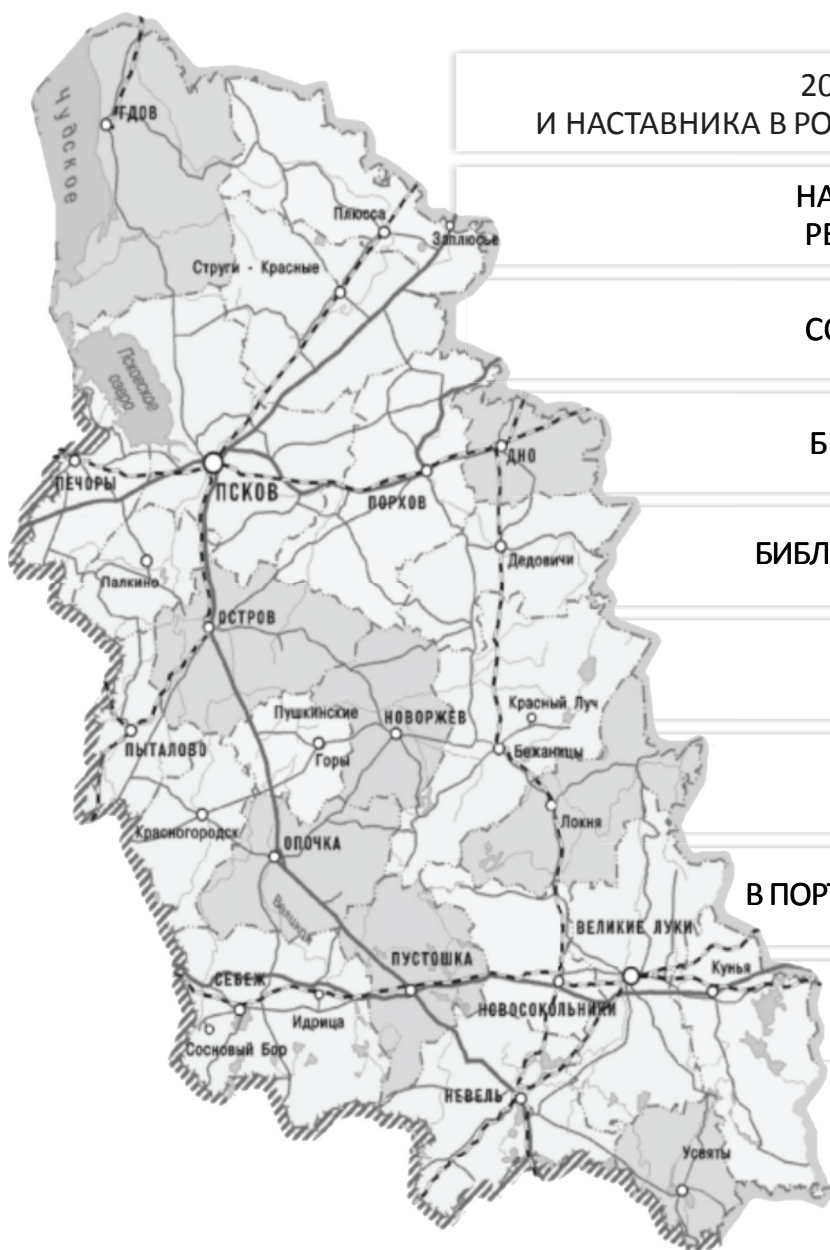 20
И НАСТАВНИКА В РО
НА
РЕ
СО
Б
БИБЛ
В ПОРТ
Чудское
ГДОВ
Плюсса
Заплюсье
Струги - Красные
Псковское
озеро
ПЕЧОРЫ
ПСКОВ
ПОРХОВ
ДНО
Палкино
Дедовичи
ОСТРОВ
ПЫТАЛОВО
Пушкинские
Горы
НОВОРЖЕВ
Красный Луч
Бежаницы
Красногородск
Локня
ОПОЧКА
Великая
ПУСТОШКА
ВЕЛИКИЕ ЛУКИ
СЕБЕЖ
Идрица
Сосновый Бор
НОВОСОКОЛЬНИКИ
Кунья
НЕВЕЛЬ
Усвяты